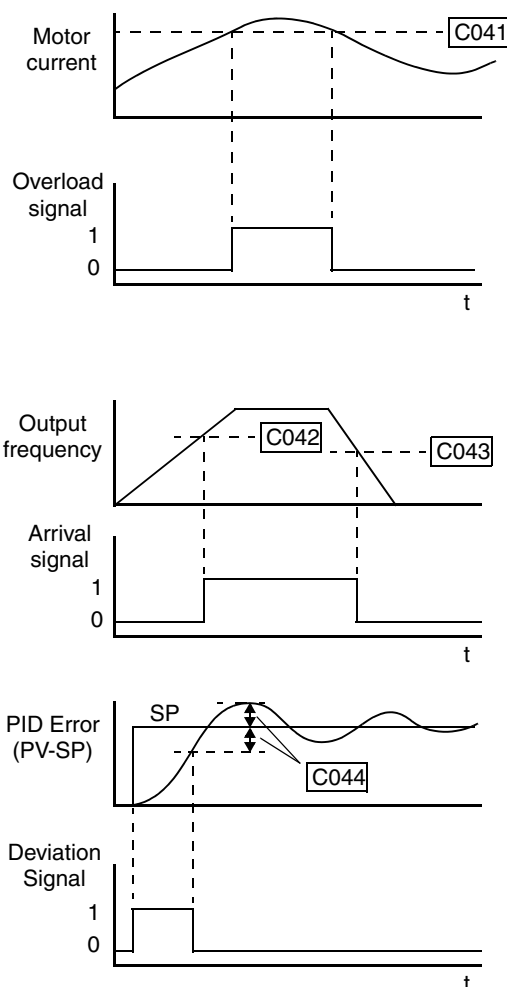 Motor
current
C041
Overload
signal
1
0
t
Output
frequency
C042
C043
Arrival
signal
1
0
t
SP
PID Error
(PV-SP)
C044
Deviation
Signal
1
0
t